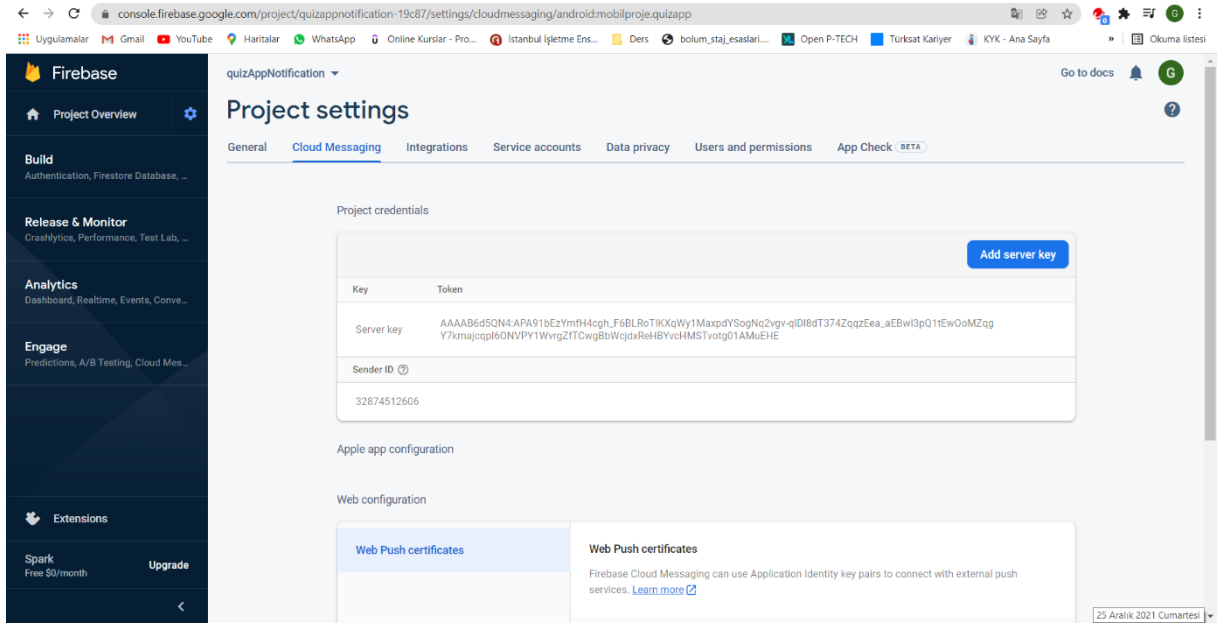 console.firebase.google.com/project/quizappnotification-19c87/settings/cloudmessaging/android:mobilproje.quizapp
G
Uygulamalar Gmail YouTube Haritalar WhatsApp Online Kurslar - Pro... İstanbul İşletme Ens... Ders bolum_staj_esaslari.... Open P-TECH Türksat Kariyer KYK - Ana Sayfa » Okuma listesi
Firebase
quizAppNotification
Go to docs
G
Project Overview
Project settings
General Cloud Messaging Integrations Service accounts Data privacy Users and permissions App Check BETA
Build
Authentication, Firestore Database, ...
Release & Monitor
Crashlytics, Performance, Test Lab, ...
Analytics
Dashboard, Realtime, Events, Conve...
Engage
Predictions, A/B Testing, Cloud Mes...
Extensions
Spark
Free $0/month
Upgrade
Project credentials
Add server key
Key Token
Server key
Sender ID
32874512606
Apple app configuration
Web configuration
Web Push certificates
Web Push certificates
Firebase Cloud Messaging can use Application Identity key pairs to connect with external push
services. Learn more
25 Aralık 2021 Cumartesi